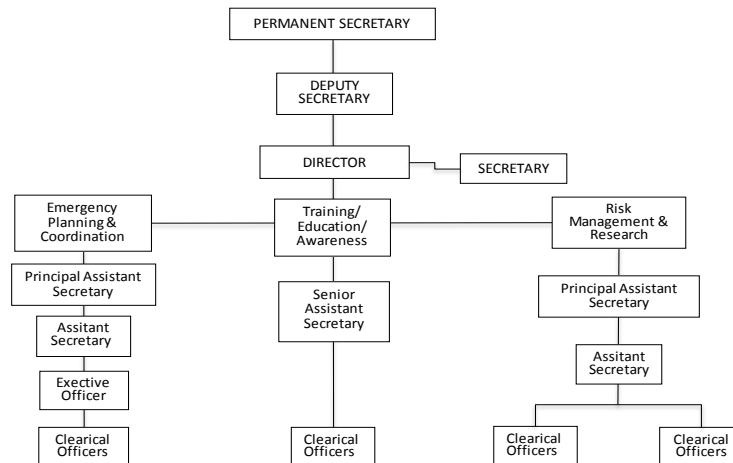 PERMANENT SECRETARY
DEPUTY
SECRETARY
DIRECTOR
SECRETARY
Emergency
Planning &
Coordination
Training/
Education/
Awareness
Risk
Management &
Research
Principal Assistant
Secretary
Senior
Assistant
Secretary
Principal Assistant
Secretary
Assitant
Secretary
Assitant
Secretary
Exective
Officer
Clearical
Officers
Clearical
Officers
Clearical
Officers
Clearical
Officers